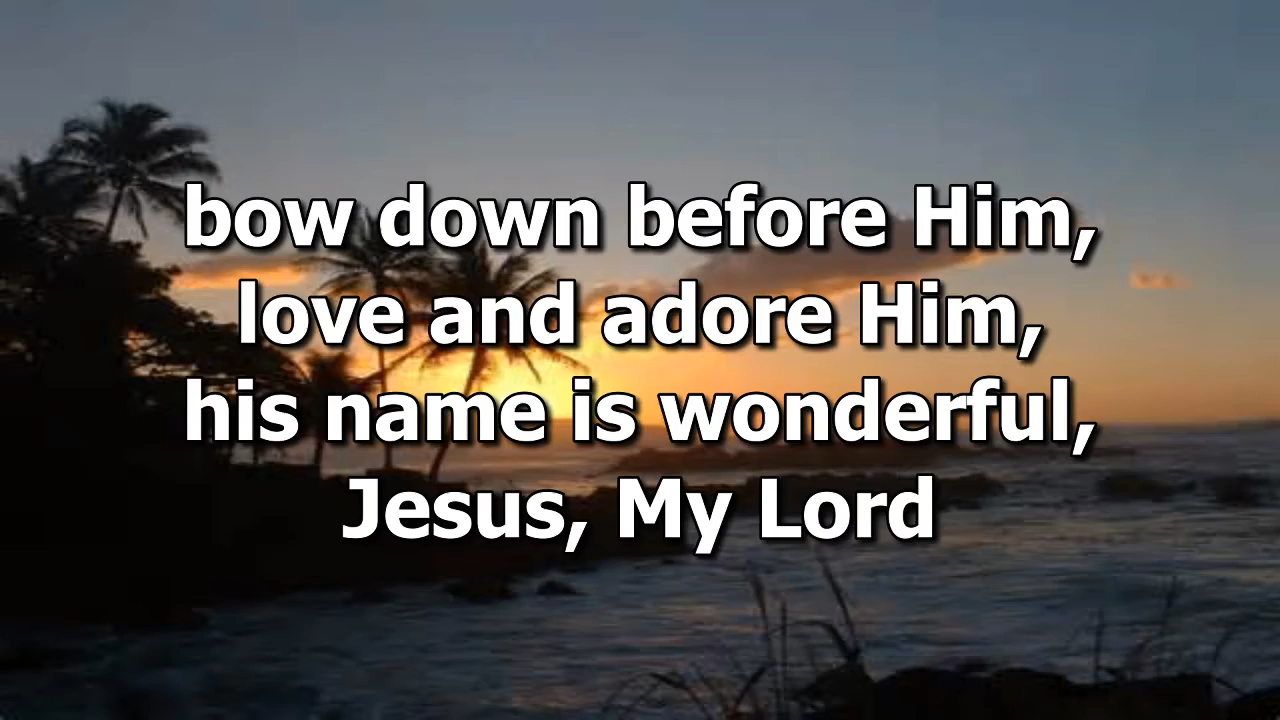 bow down before Him,
love and adore Him,
his name is wonderful,
Jesus, My Lord